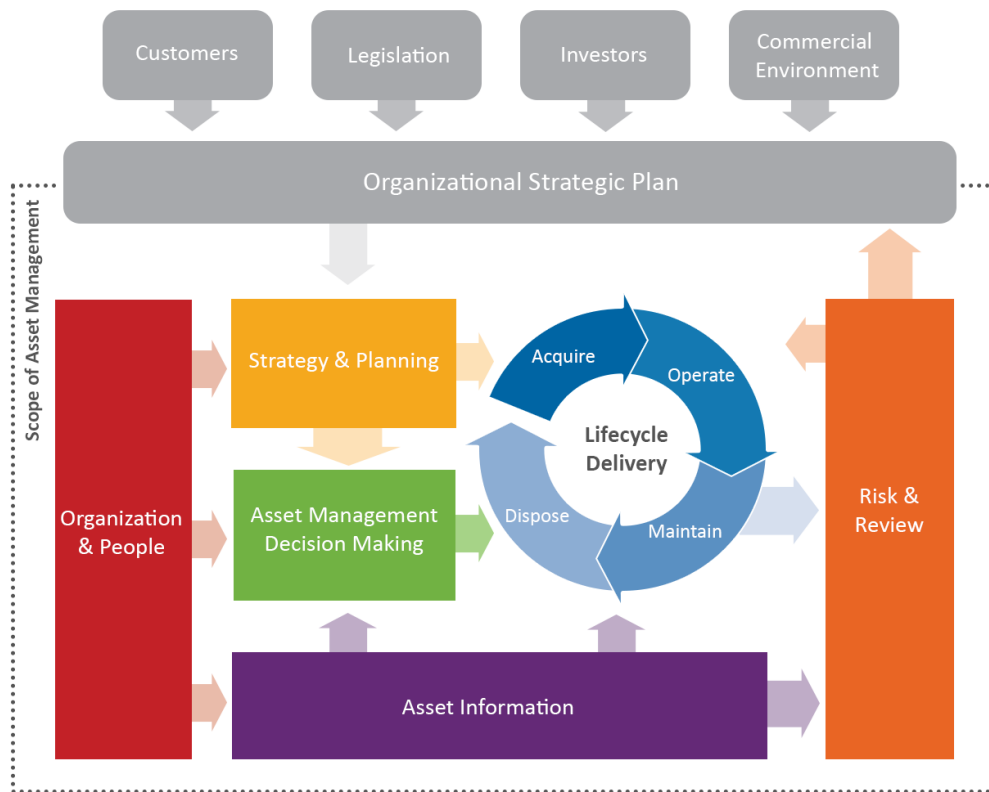 Customers
Legislation
Investors
Commercial
Environment
Organizational Strategic Plan
Scope of Asset Management
Strategy & Planning
Acquire
Operate
Lifecycle
Delivery
Organization
& People
Asset Management
Decision Making
Dispose
Maintain
Risk &
Review
Asset Information